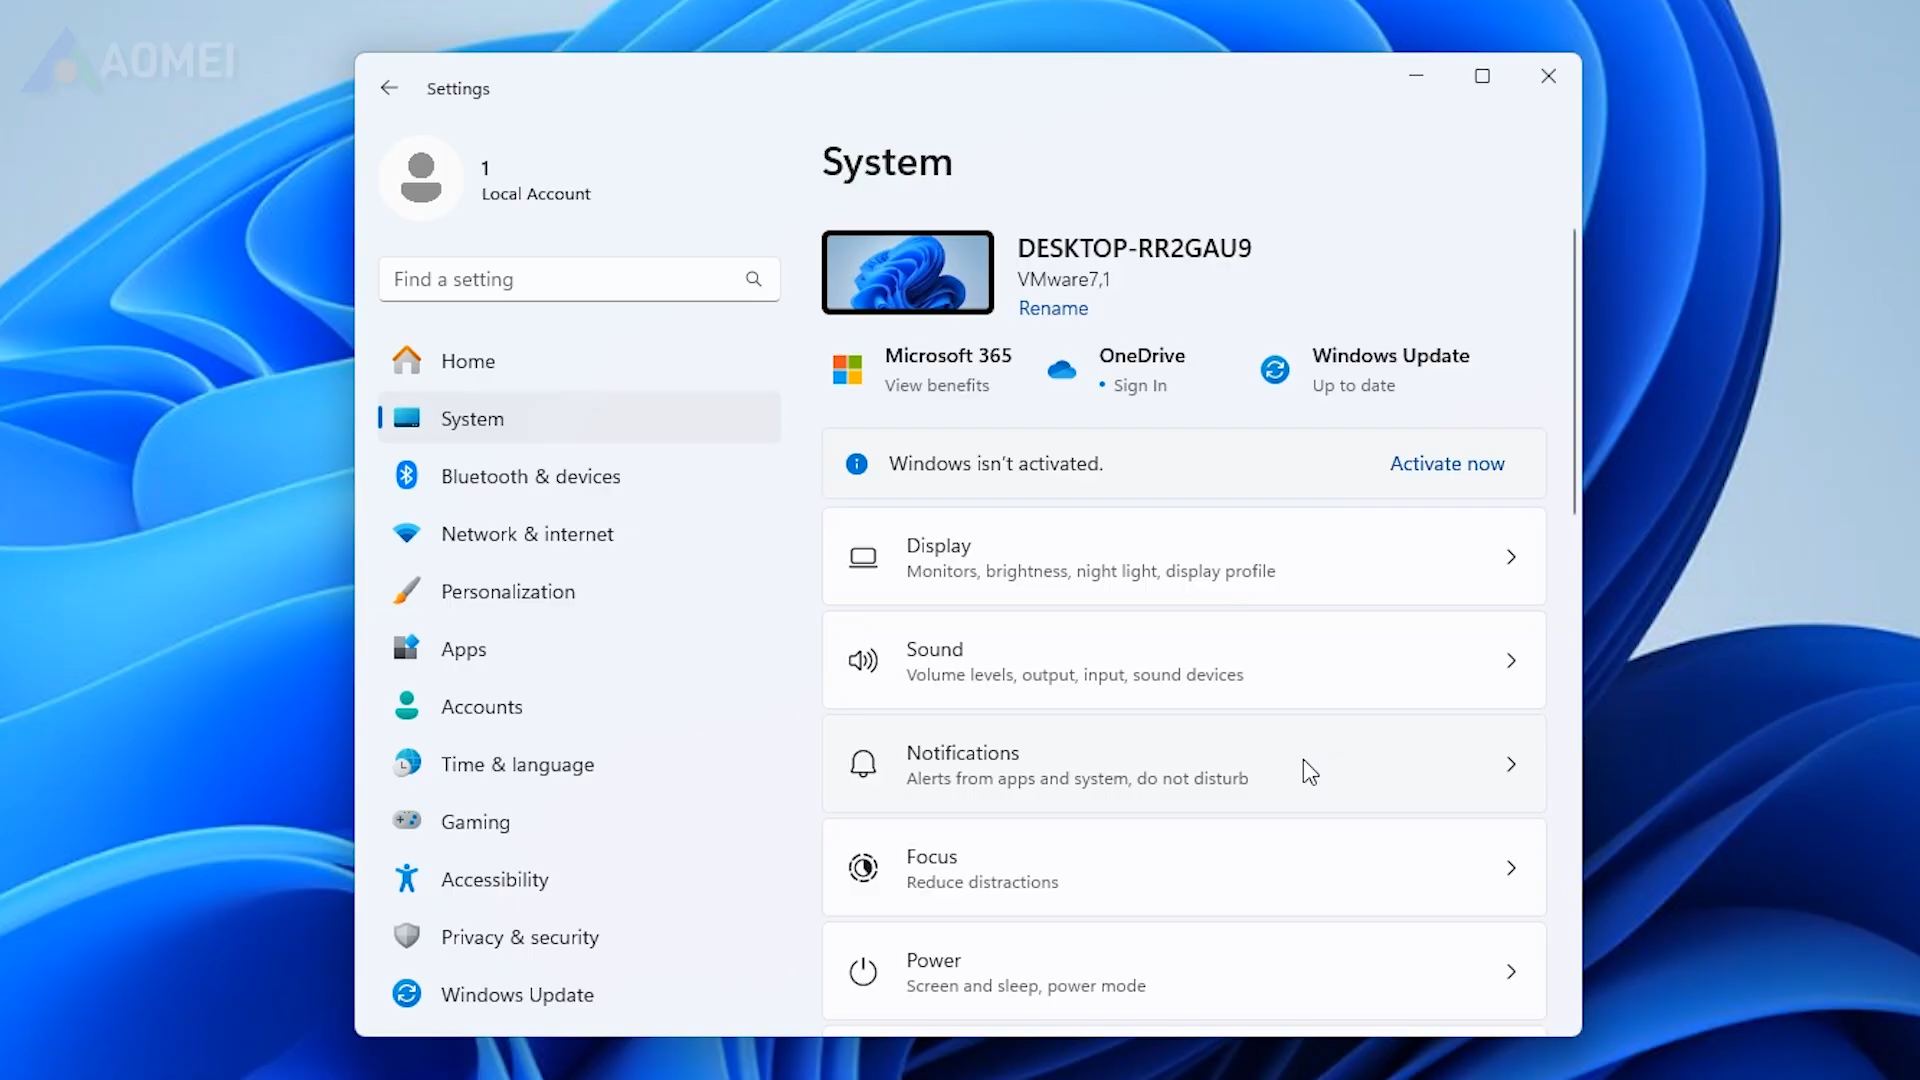 AOMEI
Settings
1
Local Account
Find a setting
Home
System
Bluetooth & devices
Network & internet
Personalization
Apps
Accounts
Time & language
Gaming
Accessibility
Privacy & security
Windows Update
System
DESKTOP-RR2GAU9
VMware7,1
Rename
Microsoft 365
View benefits
OneDrive
• Sign In
Windows Update
Up to date
Windows isn't activated.
Activate now
Display
Monitors, brightness, night light, display profile
Sound
Volume levels, output, input, sound devices
Notifications
Alerts from apps and system, do not disturb
Focus
Reduce distractions
Power
Screen and sleep, power mode